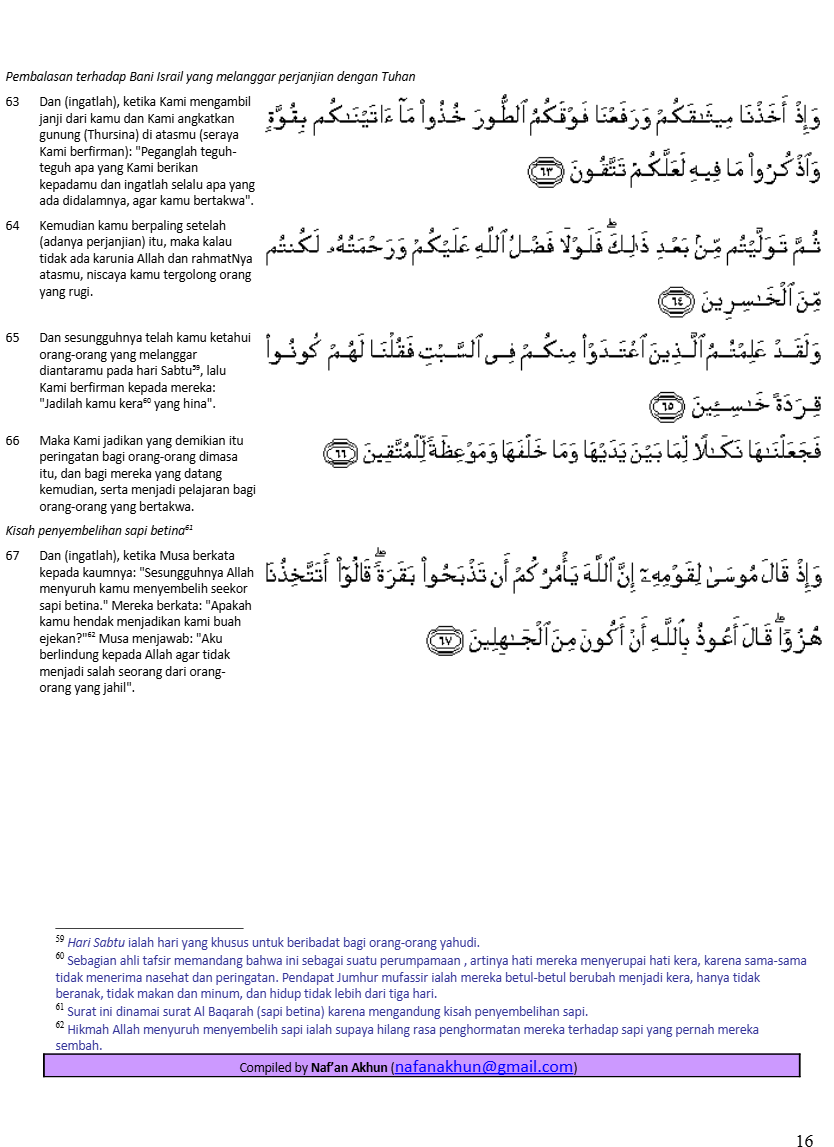 Pembalasan terhadap Bani Israil yang melanggar perjanjian dengan Tuhan
63 Dan (ingatlah), ketika Kami mengambil
janji dari kamu dan Kami angkatkan
gunung (Thursina) di atasmu (seraya
Kami berfirman): "Peganglah teguh-
teguh apa yang Kami berikan
kepadamu dan ingatlah selalu apa yang
ada didalamnya, agar kamu bertakwa".
وَإِذْ أَخَذْنَا مِيثَـٰقَكُمْ وَرَفَعْنَا فَوْقَكُمُ ٱلطُّورَ خُذُوا۟ مَآ ءَاتَيْنَـٰكُم بِقُوَّةٍ
وَٱذْكُرُوا۟ مَا فِيهِ لَعَلَّكُمْ تَتَّقُونَ ٦٣
64 Kemudian kamu berpaling setelah
(adanya perjanjian) itu, maka kalau
tidak ada karunia Allah dan rahmatNya
atasmu, niscaya kamu tergolong orang
yang rugi.
ثُمَّ تَوَلَّيْتُم مِّنۢ بَعْدِ ذَٰلِكَ ۖ فَلَوْلَا فَضْلُ ٱللَّهِ عَلَيْكُمْ وَرَحْمَتُهُۥ لَكُنتُم
مِّنَ ٱلْخَـٰسِرِينَ ٦٤
65 Dan sesungguhnya telah kamu ketahui
orang-orang yang melanggar
diantaramu pada hari Sabtu⁵⁹, lalu
Kami berfirman kepada mereka:
"Jadilah kamu kera⁶⁰ yang hina".
وَلَقَدْ عَلِمْتُمُ ٱلَّذِينَ ٱعْتَدَوْا۟ مِنكُمْ فِى ٱلسَّبْتِ فَقُلْنَا لَهُمْ كُونُوا۟
قِرَدَةً خَـٰسِـِٔينَ ٦٥
66 Maka Kami jadikan yang demikian itu
peringatan bagi orang-orang dimasa
itu, dan bagi mereka yang datang
kemudian, serta menjadi pelajaran bagi
orang-orang yang bertakwa.
فَجَعَلْنَـٰهَا نَكَـٰلًا لِّمَا بَيْنَ يَدَيْهَا وَمَا خَلْفَهَا وَمَوْعِظَةً لِّلْمُتَّقِينَ ٦٦
Kisah penyembelihan sapi betina⁶¹
67 Dan (ingatlah), ketika Musa berkata
kepada kaumnya: "Sesungguhnya Allah
menyuruh kamu menyembelih seekor
sapi betina." Mereka berkata: "Apakah
kamu hendak menjadikan kami buah
ejekan?"⁶² Musa menjawab: "Aku
berlindung kepada Allah agar tidak
menjadi salah seorang dari orang-
orang yang jahil".
وَإِذْ قَالَ مُوسَىٰ لِقَوْمِهِۦٓ إِنَّ ٱللَّهَ يَأْمُرُكُمْ أَن تَذْبَحُوا۟ بَقَرَةً ۖ قَالُوٓا۟ أَتَتَّخِذُنَا
هُزُوًا ۖ قَالَ أَعُوذُ بِٱللَّهِ أَنْ أَكُونَ مِنَ ٱلْجَـٰهِلِينَ ٦٧
⁵⁹ Hari Sabtu ialah hari yang khusus untuk beribadat bagi orang-orang yahudi.
⁶⁰ Sebagian ahli tafsir memandang bahwa ini sebagai suatu perumpamaan , artinya hati mereka menyerupai hati kera, karena sama-sama
tidak menerima nasehat dan peringatan. Pendapat Jumhur mufassir ialah mereka betul-betul berubah menjadi kera, hanya tidak
beranak, tidak makan dan minum, dan hidup tidak lebih dari tiga hari.
⁶¹ Surat ini dinamai surat Al Baqarah (sapi betina) karena mengandung kisah penyembelihan sapi.
⁶² Hikmah Allah menyuruh menyembelih sapi ialah supaya hilang rasa penghormatan mereka terhadap sapi yang pernah mereka
sembah.
Compiled by Naf'an Akhun (nafanakhun@gmail.com)
16